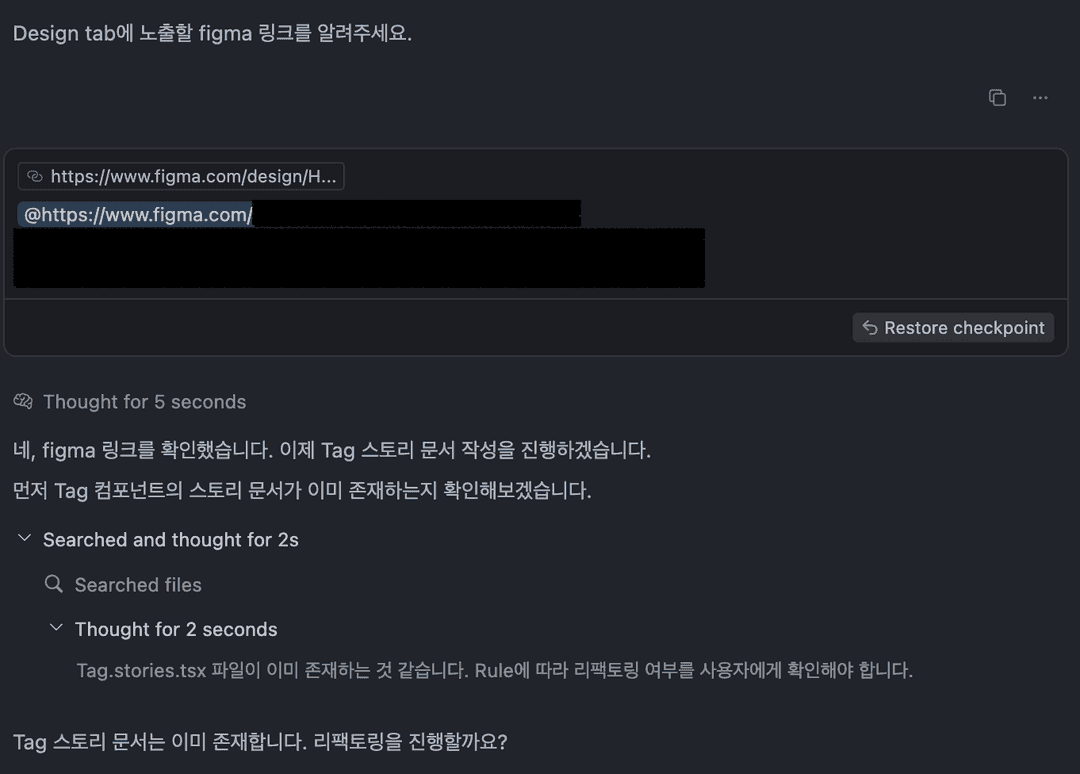 Design tab에 노출할 figma 링크를 알려주세요.
https://www.figma.com/design/H...
@https://www.figma.com/
Restore checkpoint
Thought for 5 seconds
네, figma 링크를 확인했습니다. 이제 Tag 스토리 문서 작성을 진행하겠습니다.
먼저 Tag 컴포넌트의 스토리 문서가 이미 존재하는지 확인해보겠습니다.
Searched and thought for 2s
Searched files
Thought for 2 seconds
Tag.stories.tsx 파일이 이미 존재하는 것 같습니다. Rule에 따라 리팩토링 여부를 사용자에게 확인해야 합니다.
Tag 스토리 문서는 이미 존재합니다. 리팩토링을 진행할까요?